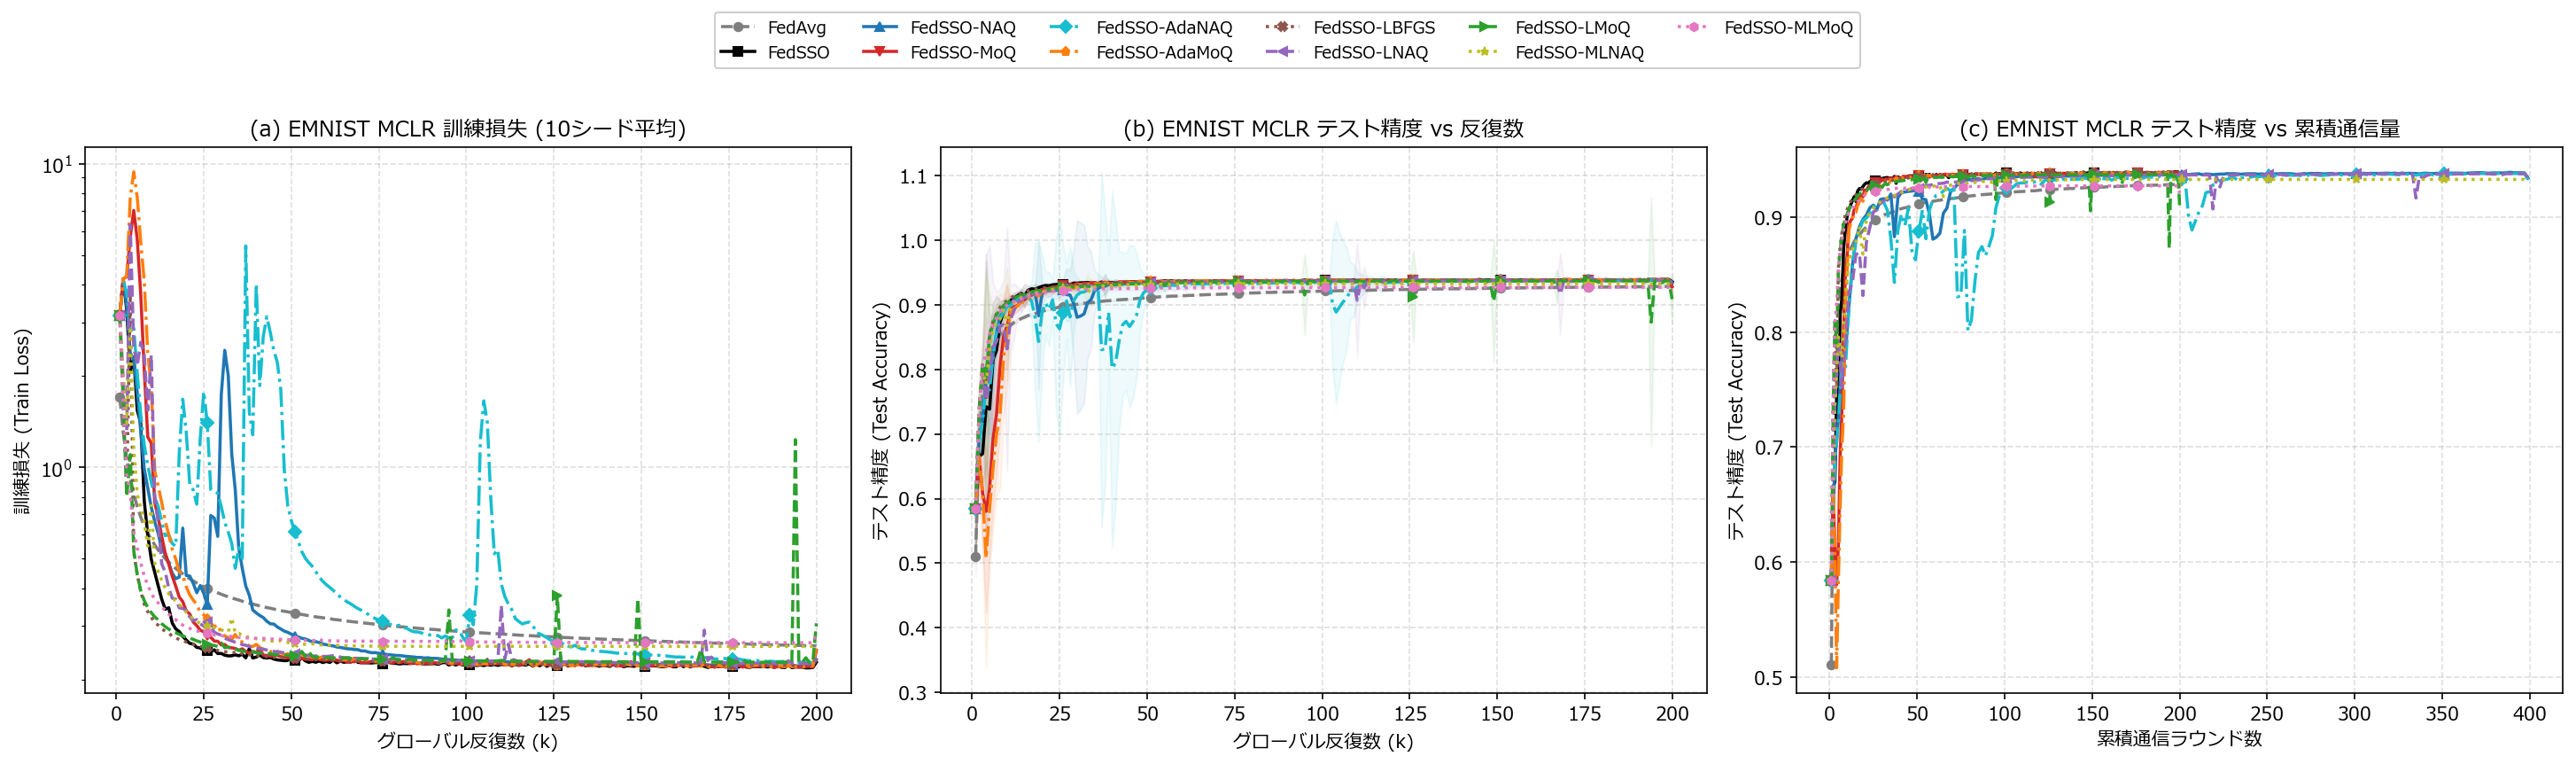 FedAvg FedSSO-NAQ FedSSO-AdaNAQ FedSSO-LBFGS FedSSO-LMoQ FedSSO-MLMoQ
FedSSO FedSSO-MoQ FedSSO-AdaMoQ FedSSO-LNAQ FedSSO-MLNAQ
(a) EMNIST MCLR 訓練損失 (10シード平均)
訓練損失 (Train Loss)
10¹
10⁰
0 25 50 75 100 125 150 175 200
グローバル反復数 (k)
(b) EMNIST MCLR テスト精度 vs 反復数
テスト精度 (Test Accuracy)
1.1
1.0
0.9
0.8
0.7
0.6
0.5
0.4
0.3
0 25 50 75 100 125 150 175 200
グローバル反復数 (k)
(c) EMNIST MCLR テスト精度 vs 累積通信量
テスト精度 (Test Accuracy)
0.9
0.8
0.7
0.6
0.5
0 50 100 150 200 250 300 350 400
累積通信ラウンド数